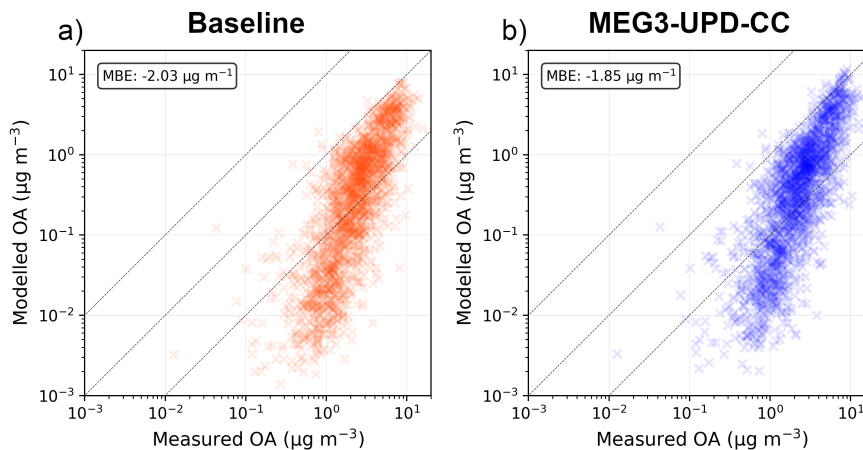 a) Baseline
MBE: -2.03 µg m⁻³
Modelled OA (µg m⁻³)
10¹
10⁰
10⁻¹
10⁻²
10⁻³
10⁻³ 10⁻² 10⁻¹ 10⁰ 10¹
Measured OA (µg m⁻³)
b) MEG3-UPD-CC
MBE: -1.85 µg m⁻³
Modelled OA (µg m⁻³)
10¹
10⁰
10⁻¹
10⁻²
10⁻³
10⁻³ 10⁻² 10⁻¹ 10⁰ 10¹
Measured OA (µg m⁻³)